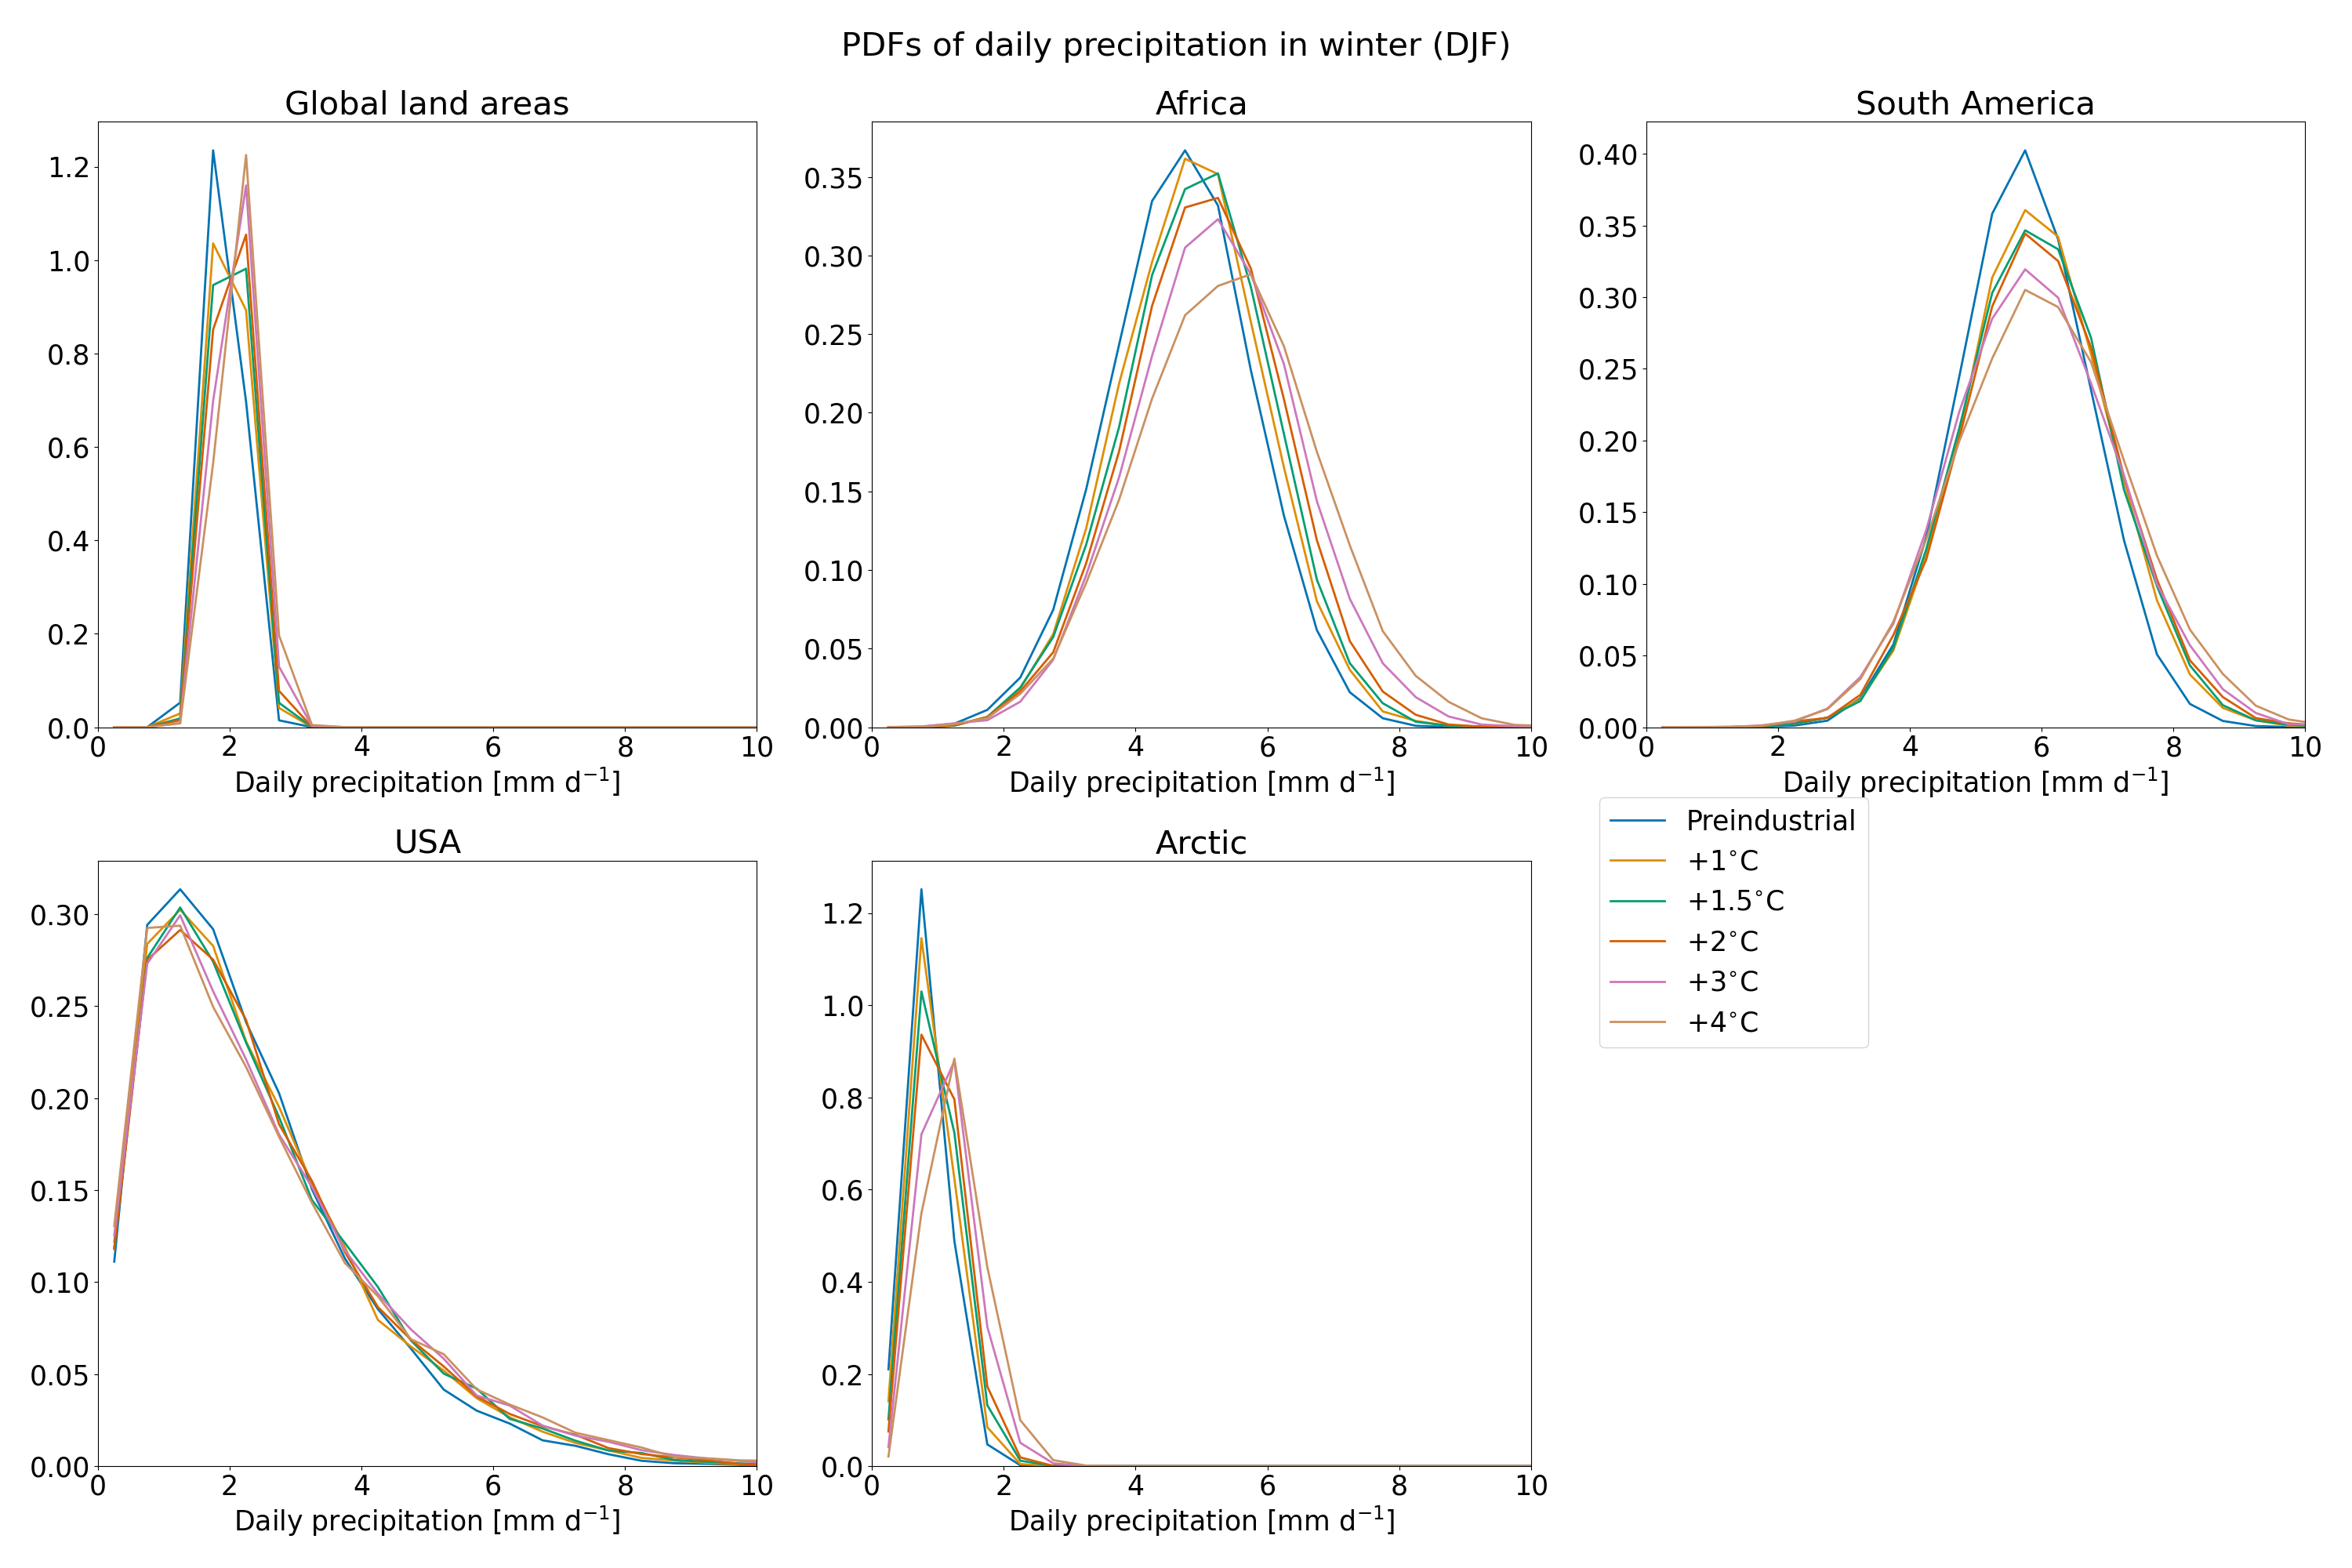 PDFs of daily precipitation in winter (DJF)
Global land areas
1.2
1.0
0.8
0.6
0.4
0.2
0.0
0 2 4 6 8 10
Daily precipitation [mm d⁻¹]
Africa
0.35
0.30
0.25
0.20
0.15
0.10
0.05
0.00
0 2 4 6 8 10
Daily precipitation [mm d⁻¹]
South America
0.40
0.35
0.30
0.25
0.20
0.15
0.10
0.05
0.00
0 2 4 6 8 10
Daily precipitation [mm d⁻¹]
USA
0.30
0.25
0.20
0.15
0.10
0.05
0.00
0 2 4 6 8 10
Daily precipitation [mm d⁻¹]
Arctic
1.2
1.0
0.8
0.6
0.4
0.2
0.0
0 2 4 6 8 10
Daily precipitation [mm d⁻¹]
Preindustrial
+1°C
+1.5°C
+2°C
+3°C
+4°C